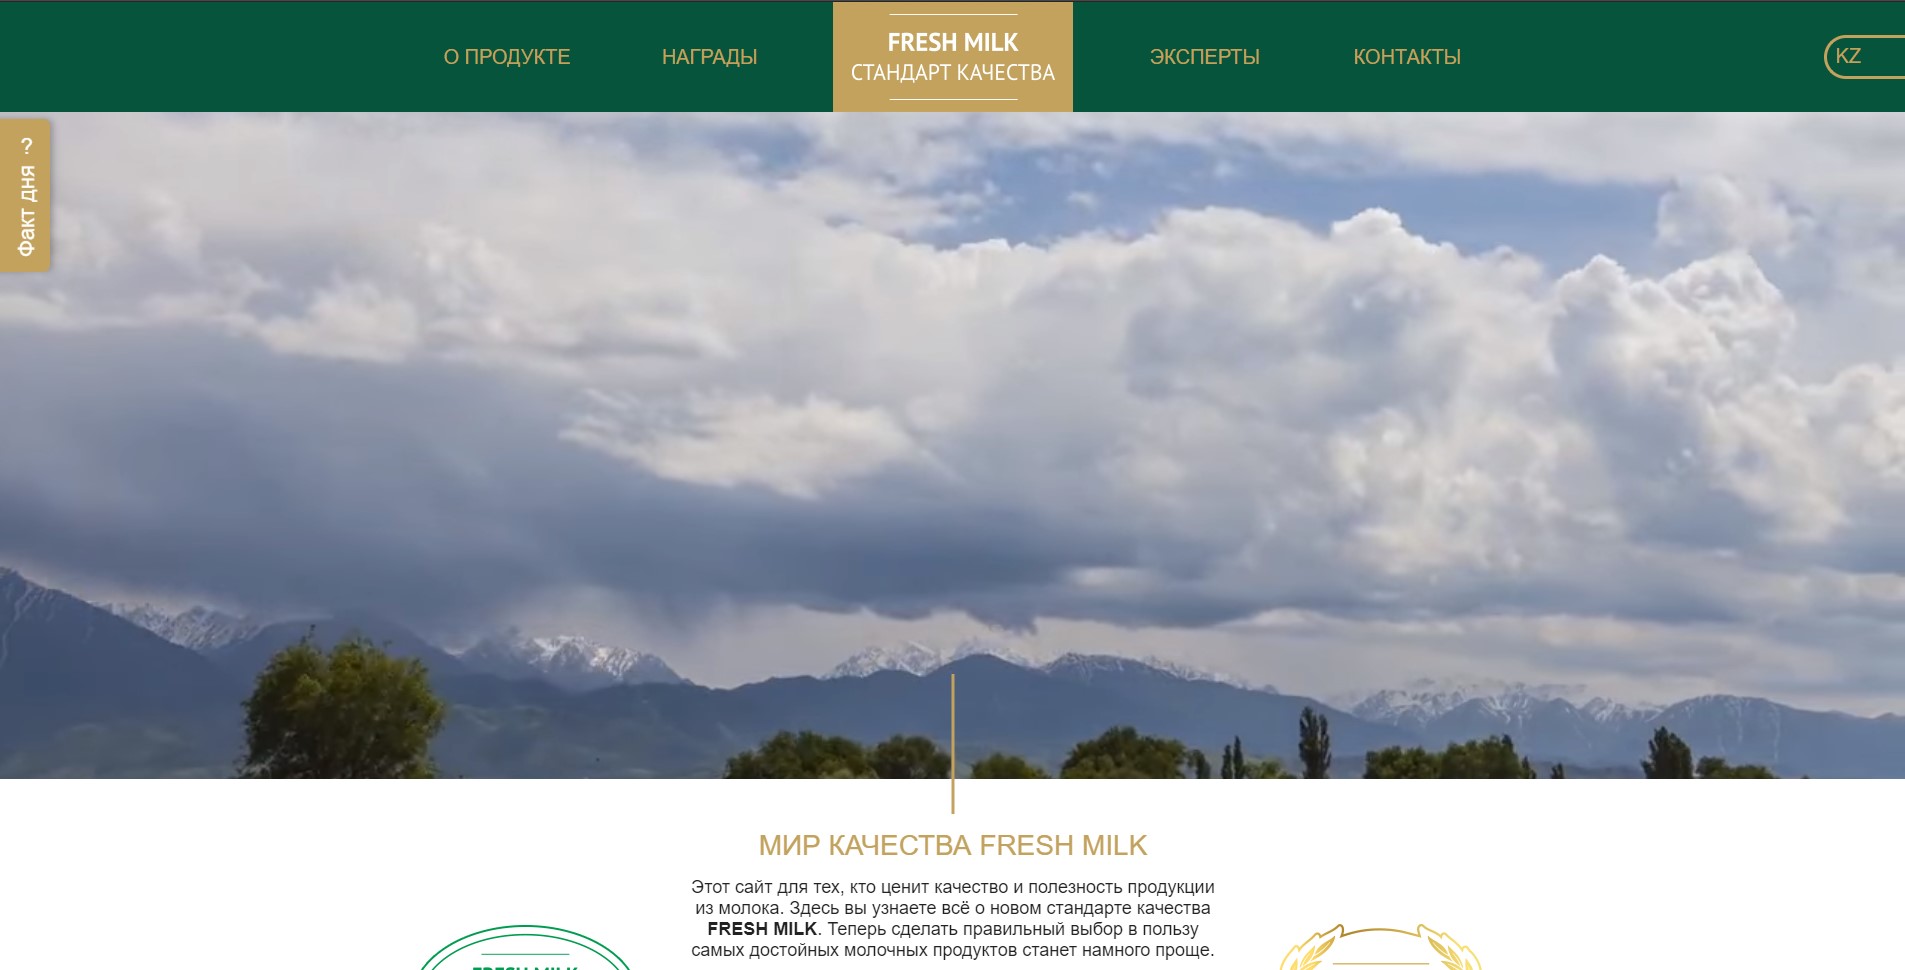 О ПРОДУКТЕ
НАГРАДЫ
FRESH MILK
СТАНДАРТ КАЧЕСТВА
ЭКСПЕРТЫ
КОНТАКТЫ
KZ
Факт дня ?
МИР КАЧЕСТВА FRESH MILK
Этот сайт для тех, кто ценит качество и полезность продукции
из молока. Здесь вы узнаете всё о новом стандарте качества
FRESH MILK. Теперь сделать правильный выбор в пользу
самых достойных молочных продуктов станет намного проще.
FRESH MILK